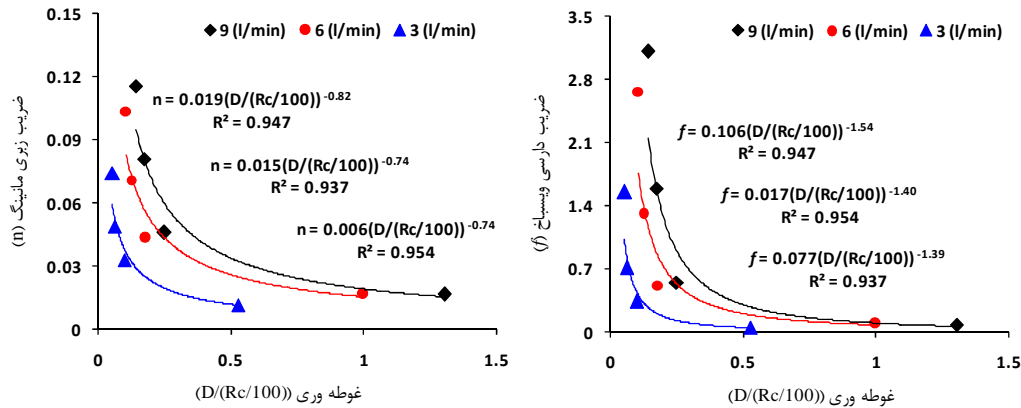 9 (l/min) 6 (l/min) 3 (l/min)
0.15
0.12
0.09
0.06
0.03
0
ضریب زبری مانینگ (n)
n = 0.019(D/(Rc/100))⁻⁰·⁸²
R² = 0.947
n = 0.015(D/(Rc/100))⁻⁰·⁷⁴
R² = 0.937
n = 0.006(D/(Rc/100))⁻⁰·⁷⁴
R² = 0.954
0 0.5 1 1.5
غوطه وری (D/(Rc/100))
9 (l/min) 6 (l/min) 3 (l/min)
3.5
2.8
2.1
1.4
0.7
0
ضریب دارسی ویسباخ (f)
f = 0.106(D/(Rc/100))⁻¹·⁵⁴
R² = 0.947
f = 0.017(D/(Rc/100))⁻¹·⁴⁰
R² = 0.954
f = 0.077(D/(Rc/100))⁻¹·³⁹
R² = 0.937
0 0.5 1 1.5
غوطه وری (D/(Rc/100))